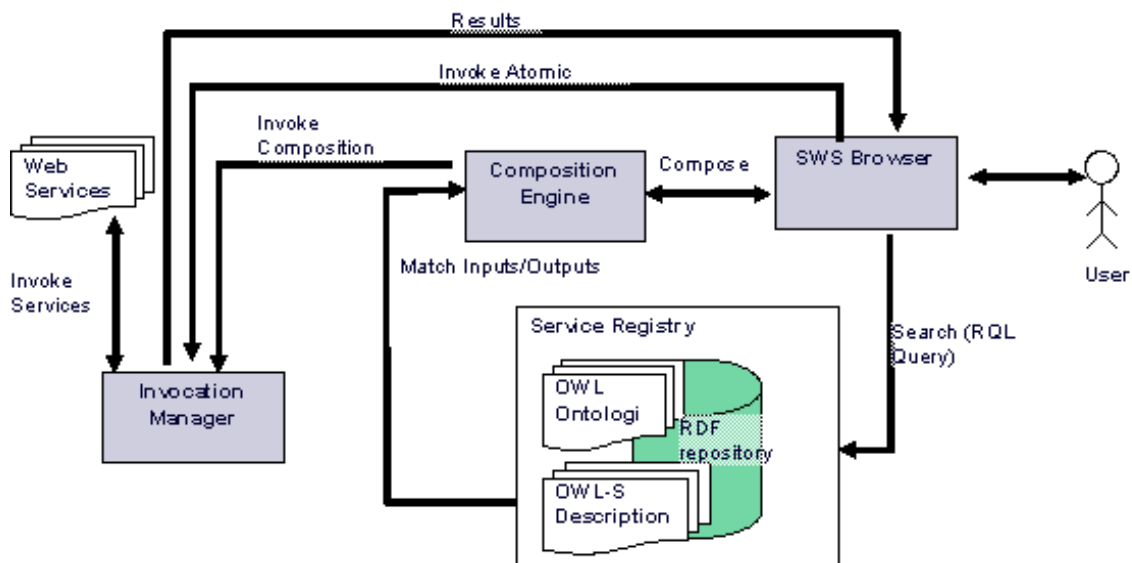 Results
Invoke Atomic
Invoke
Composition
Web
Services
Composition
Engine
Compose
SWS Browser
Match Inputs/Outputs
Invoke
Services
User
Service Registry
Search (RQL
Query)
Invocation
Manager
OWL
Ontologi
RDF
repository
OWL-S
Description